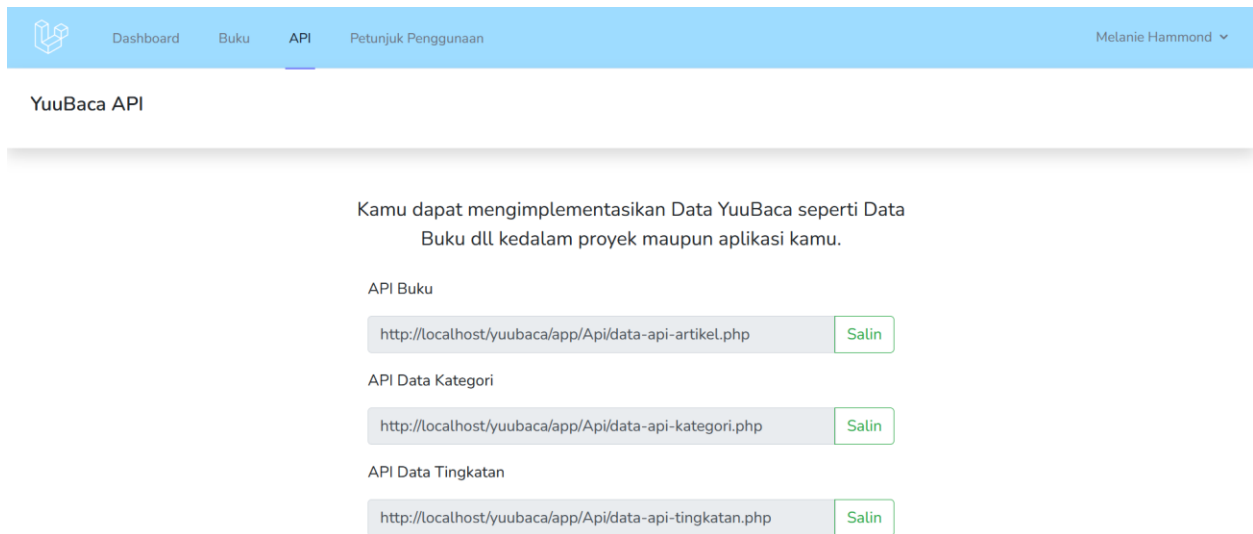 Dashboard Buku API Petunjuk Penggunaan Melanie Hammond
YuuBaca API
Kamu dapat mengimplementasikan Data YuuBaca seperti Data
Buku dll kedalam proyek maupun aplikasi kamu.
API Buku
http://localhost/yuubaca/app/Api/data-api-artikel.php Salin
API Data Kategori
http://localhost/yuubaca/app/Api/data-api-kategori.php Salin
API Data Tingkatan
http://localhost/yuubaca/app/Api/data-api-tingkatan.php Salin